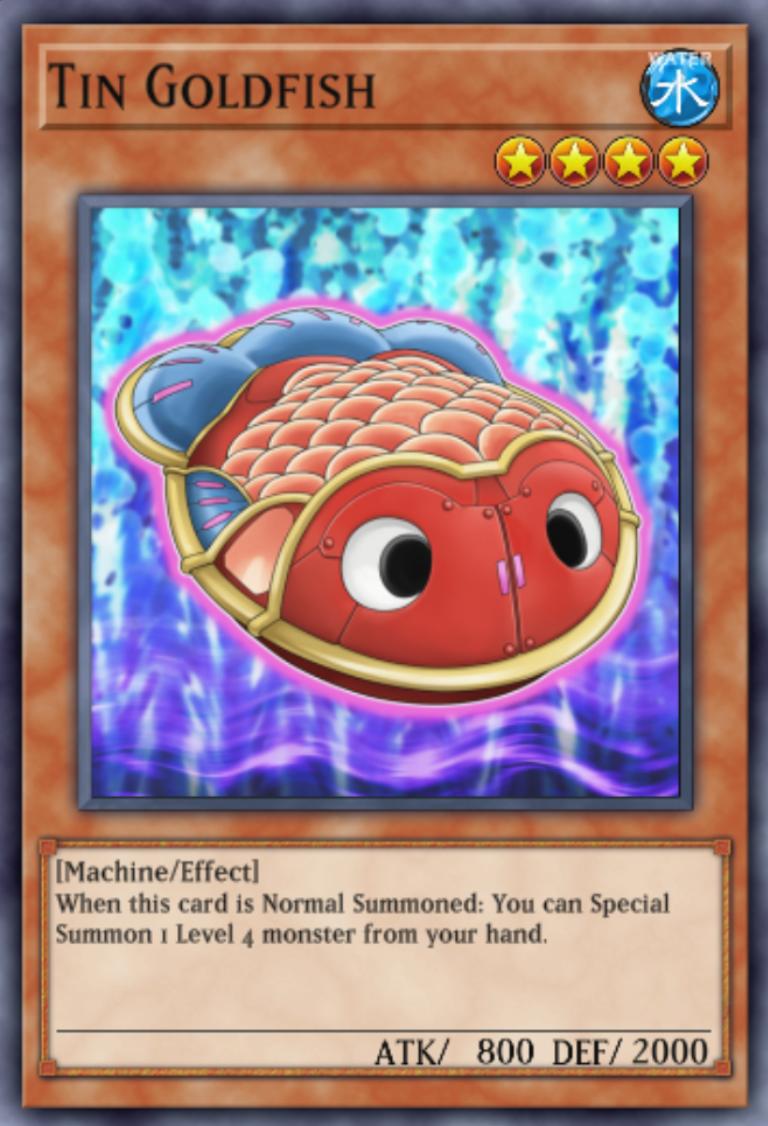 Tin Goldfish
WATER
水
[Machine/Effect]
When this card is Normal Summoned: You can Special
Summon 1 Level 4 monster from your hand.
ATK/ 800 DEF/ 2000